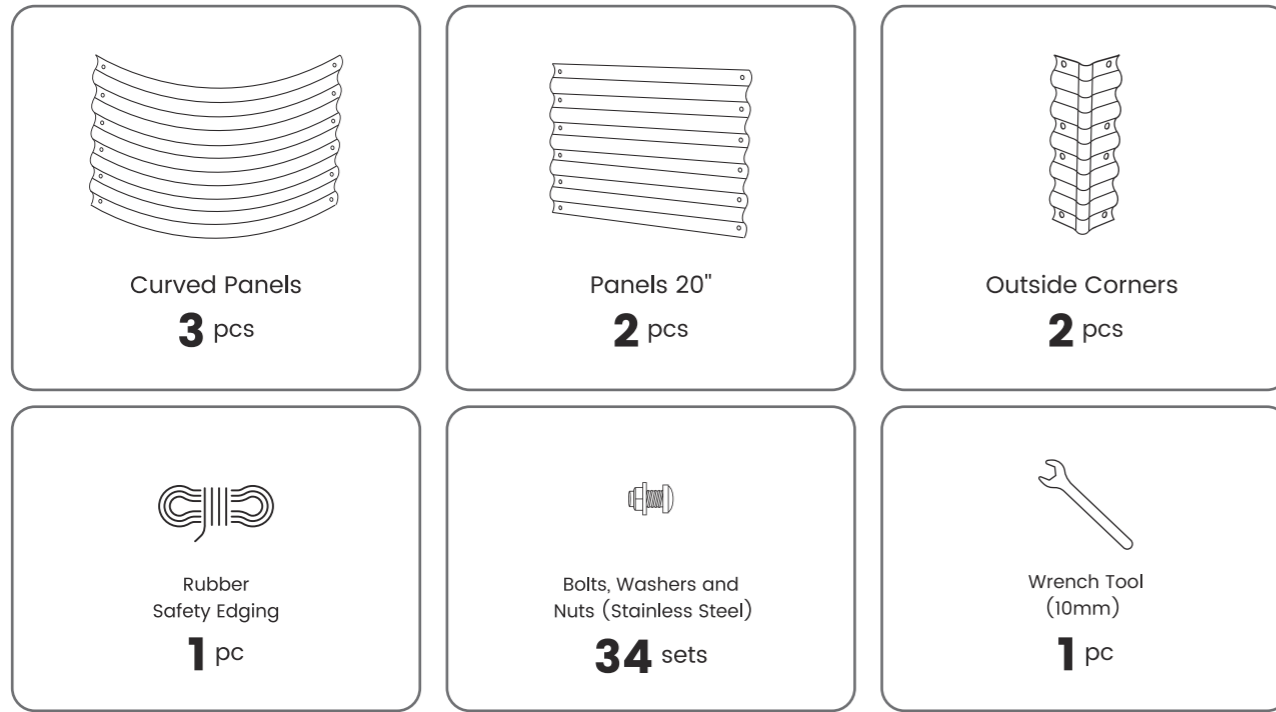 Curved Panels
3 pcs
Panels 20"
2 pcs
Outside Corners
2 pcs
Rubber
Safety Edging
1 pc
Bolts, Washers and
Nuts (Stainless Steel)
34 sets
Wrench Tool
(10mm)
1 pc